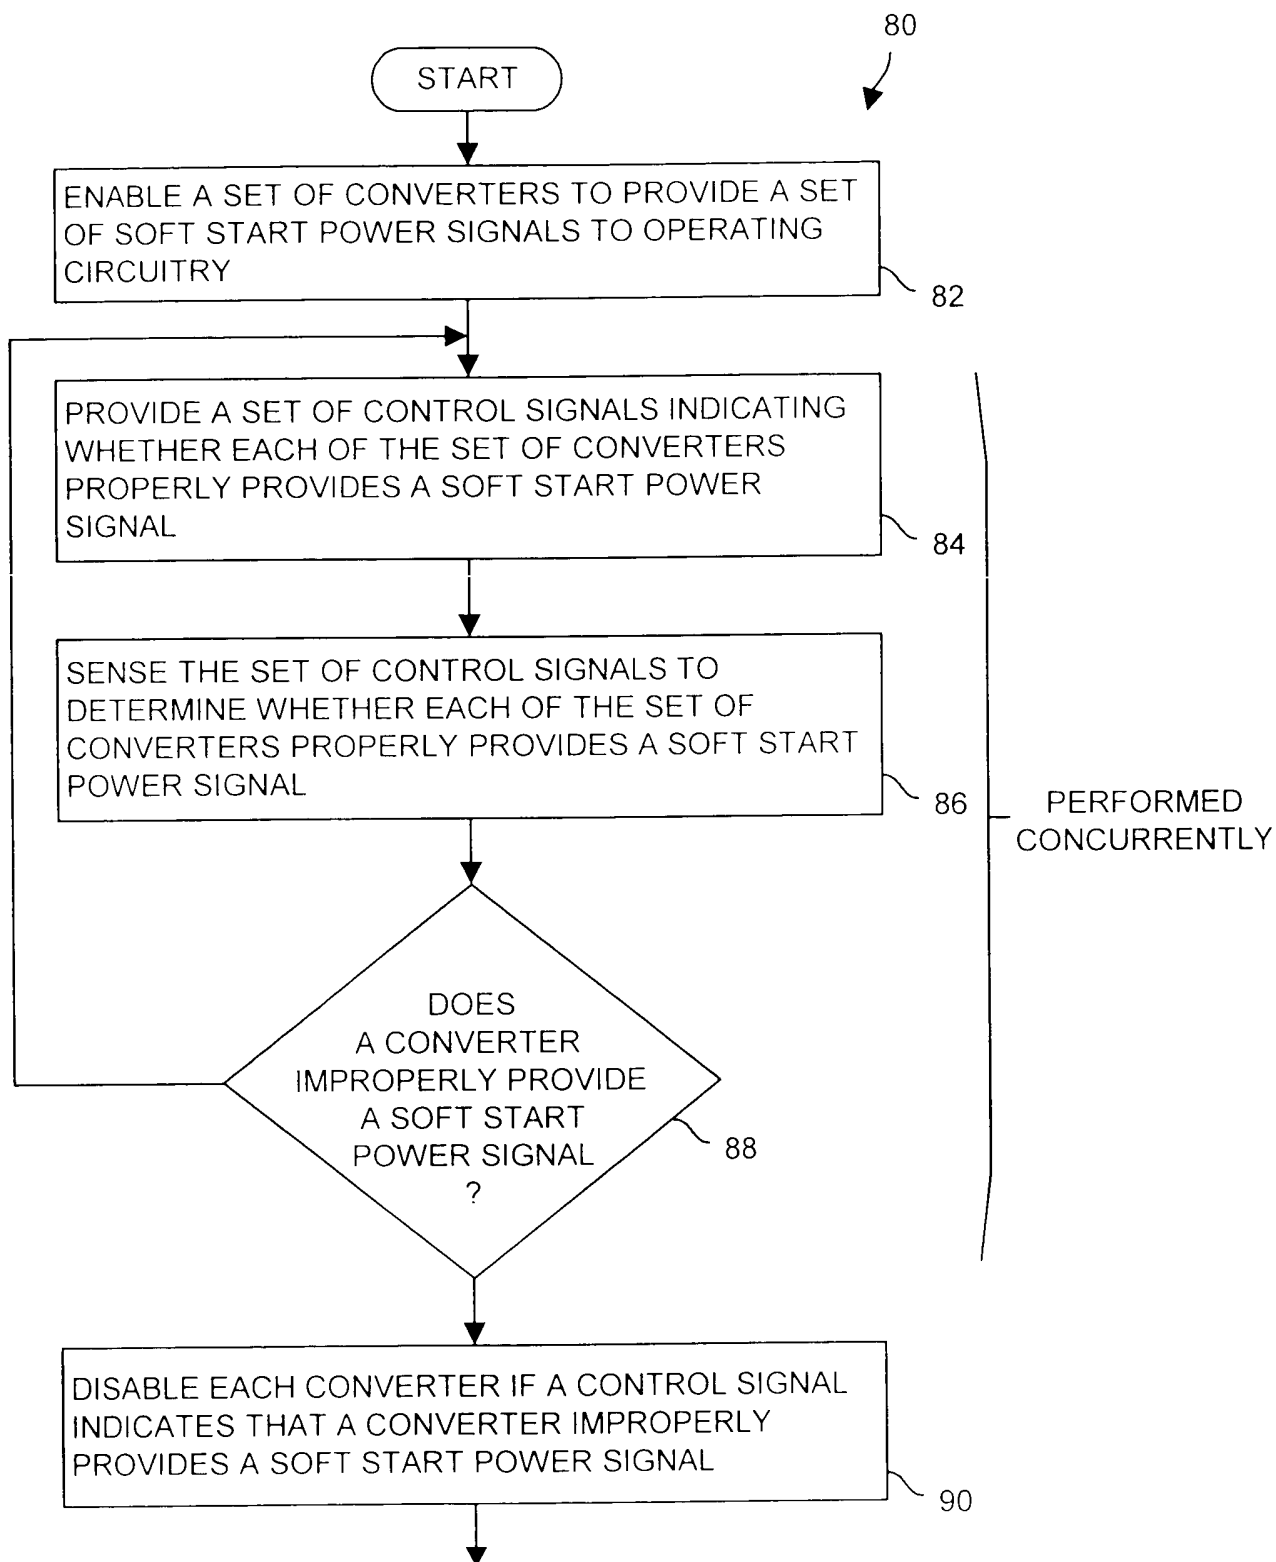 80
START
ENABLE A SET OF CONVERTERS TO PROVIDE A SET
OF SOFT START POWER SIGNALS TO OPERATING
CIRCUITRY
82
PROVIDE A SET OF CONTROL SIGNALS INDICATING
WHETHER EACH OF THE SET OF CONVERTERS
PROPERLY PROVIDES A SOFT START POWER
SIGNAL
84
SENSE THE SET OF CONTROL SIGNALS TO
DETERMINE WHETHER EACH OF THE SET OF
CONVERTERS PROPERLY PROVIDES A SOFT START
POWER SIGNAL
86
PERFORMED
CONCURRENTLY
DOES
A CONVERTER
IMPROPERLY PROVIDE
A SOFT START
POWER SIGNAL
?
88
DISABLE EACH CONVERTER IF A CONTROL SIGNAL
INDICATES THAT A CONVERTER IMPROPERLY
PROVIDES A SOFT START POWER SIGNAL
90